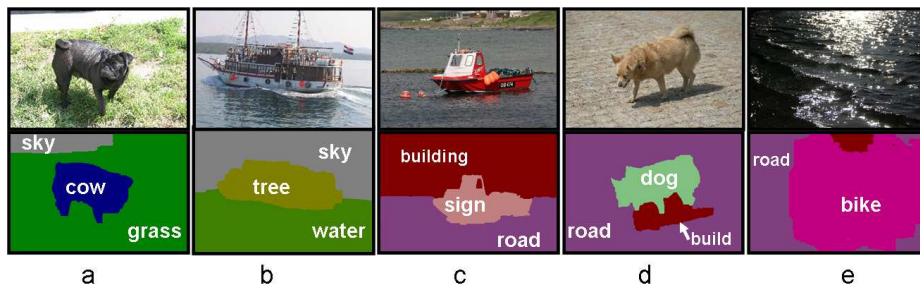 sky
cow
grass
sky
tree
water
building
sign
road
dog
road
build
road
bike
a
b
c
d
e